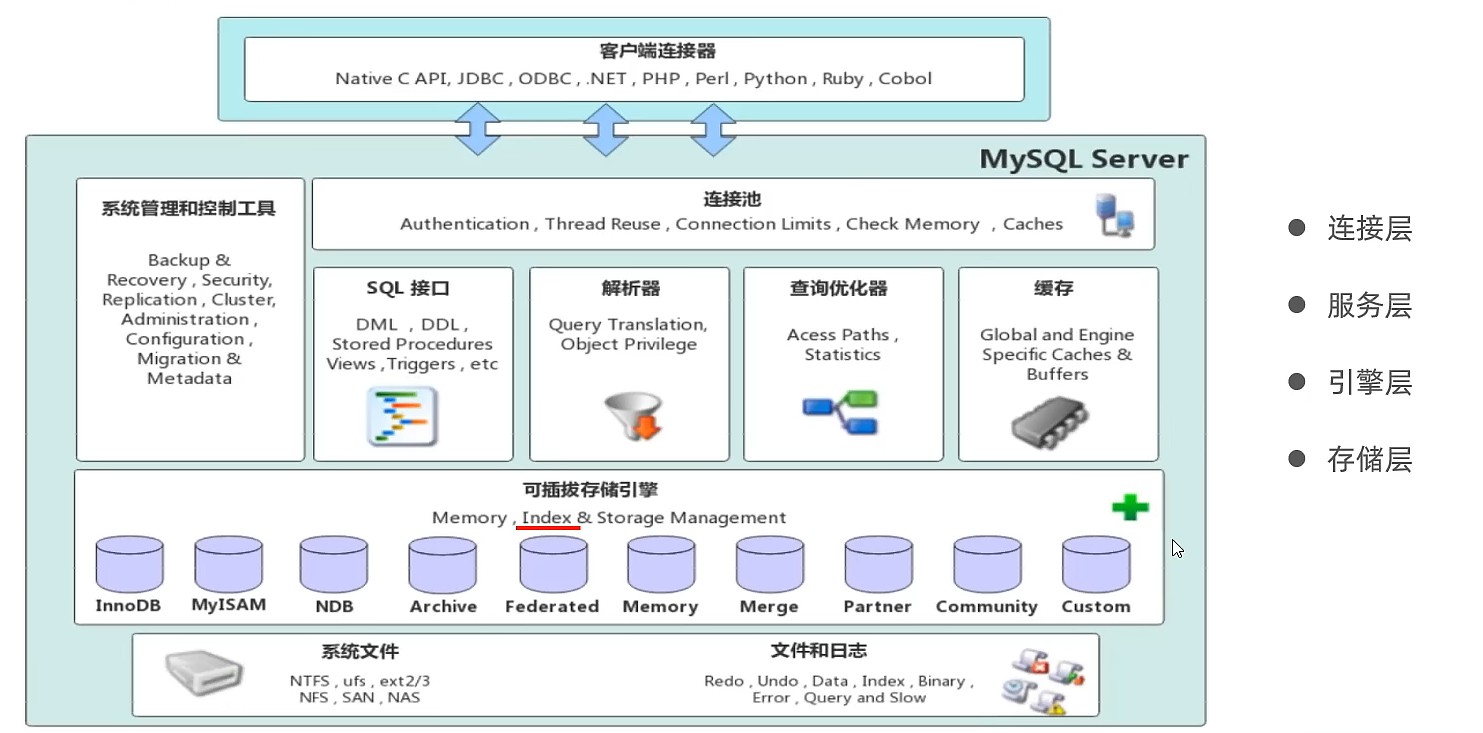 客户端连接器
Native C API, JDBC , ODBC , .NET , PHP , Perl , Python , Ruby , Cobol
MySQL Server
系统管理和控制工具
Backup &
Recovery , Security,
Replication , Cluster,
Administration ,
Configuration ,
Migration &
Metadata
连接池
Authentication , Thread Reuse , Connection Limits , Check Memory , Caches
SQL 接口
DML , DDL ,
Stored Procedures
Views ,Triggers , etc
解析器
Query Translation,
Object Privilege
查询优化器
Acess Paths ,
Statistics
缓存
Global and Engine
Specific Caches &
Buffers
可插拔存储引擎
Memory , Index & Storage Management
InnoDB
MyISAM
NDB
Archive
Federated
Memory
Merge
Partner
Community
Custom
系统文件
NTFS , ufs , ext2/3
NFS , SAN , NAS
文件和日志
Redo , Undo , Data , Index , Binary ,
Error , Query and Slow
连接层
服务层
引擎层
存储层